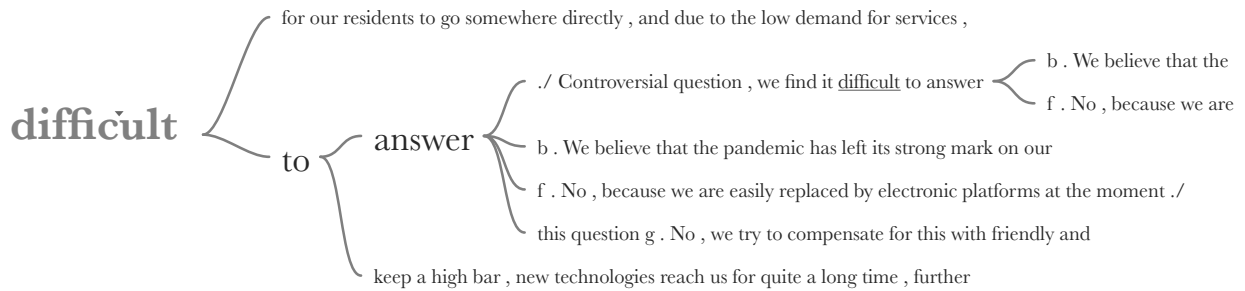 for our residents to go somewhere directly , and due to the low demand for services ,
b . We believe that the
./ Controversial question , we find it difficult to answer
f . No , because we are
difficult
answer
b . We believe that the pandemic has left its strong mark on our
to
f . No , because we are easily replaced by electronic platforms at the moment ./
this question g . No , we try to compensate for this with friendly and
keep a high bar , new technologies reach us for quite a long time , further